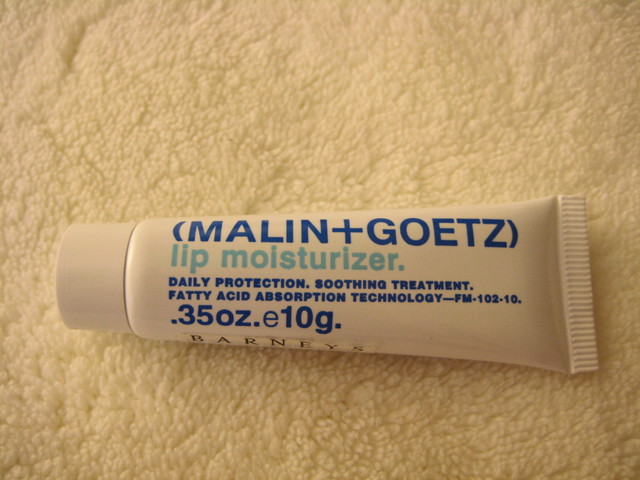 (MALIN+GOETZ)
lip moisturizer.
DAILY PROTECTION. SOOTHING TREATMENT.
FATTY ACID ABSORPTION TECHNOLOGY—FM-102-10.
.35oz.e10g.
BARNEYS